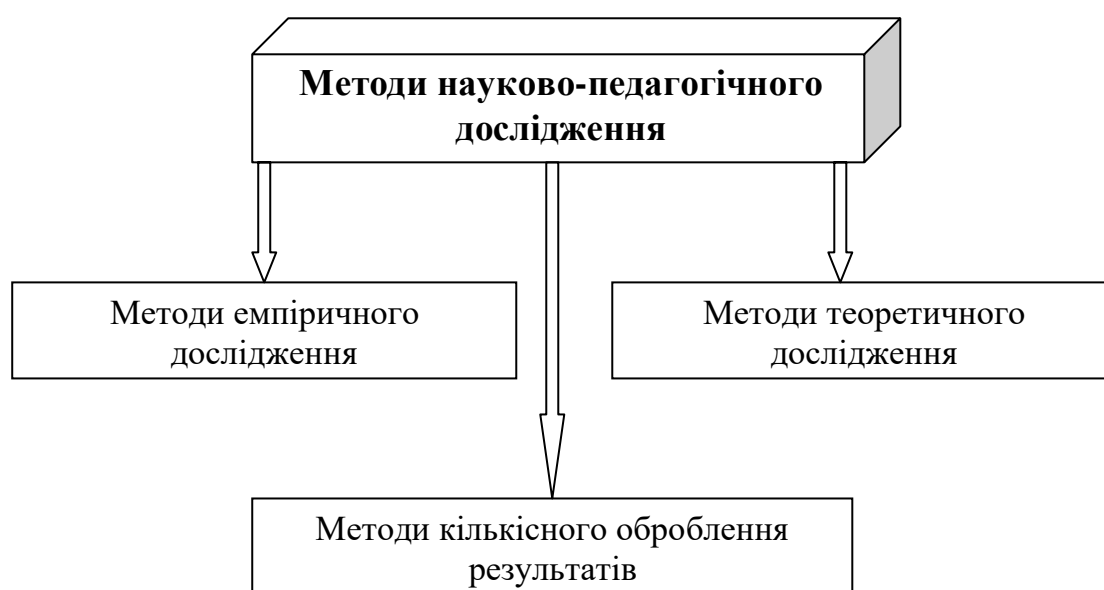 Методи науково-педагогічного
дослідження
Методи емпіричного
дослідження
Методи теоретичного
дослідження
Методи кількісного оброблення
результатів